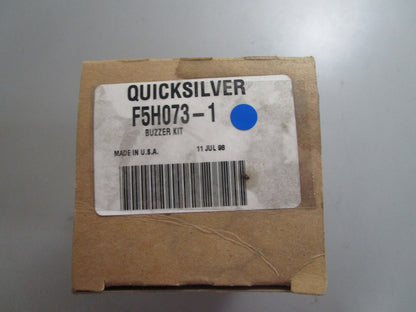 QUICKSILVER
F5H073-1
BUZZER KIT
MADE IN U.S.A. 11 JUL 98